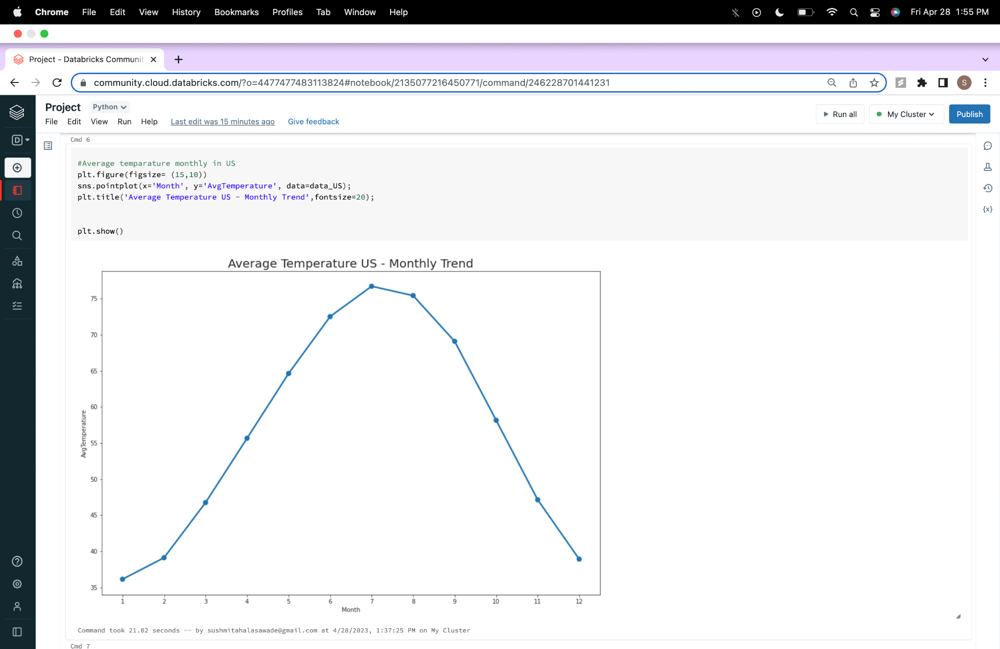 Chrome File Edit View History Bookmarks Profiles Tab Window Help Fri Apr 28 1:55 PM
Project - Databricks Communit
community.cloud.databricks.com/?o=4477477483113824#notebook/2135077216450771/command/246228701441231
S
Project Python
File Edit View Run Help Last edit was 15 minutes ago Give feedback
Run all My Cluster Publish
D
Cmd 6
#Average temparature monthly in US
plt.figure(figsize= (15,10))
sns.pointplot(x='Month', y='AvgTemperature', data=data_US);
plt.title('Average Temperature US - Monthly Trend',fontsize=20);
plt.show()
{x}
Average Temperature US - Monthly Trend
75
70
65
60
55
50
45
40
35
AvgTemperature
1 2 3 4 5 6 7 8 9 10 11 12
Month
Command took 21.02 seconds -- by sushmitahalasawade@gmail.com at 4/28/2023, 1:37:25 PM on My Cluster
Cmd 7